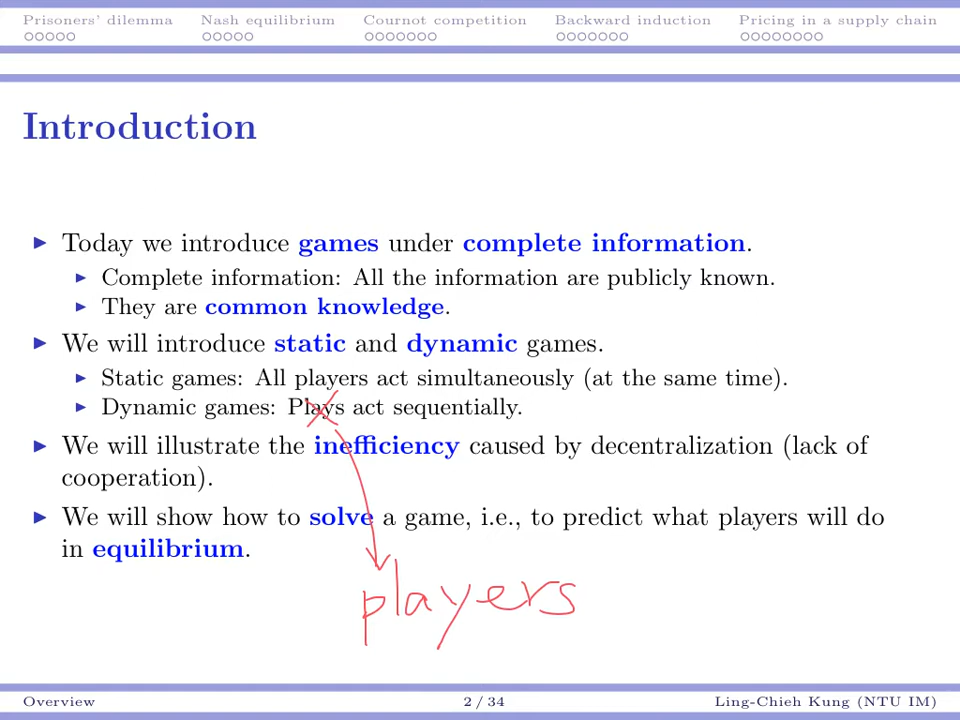 Prisoners' dilemma Nash equilibrium Cournot competition Backward induction Pricing in a supply chain
Introduction
Today we introduce games under complete information.
Complete information: All the information are publicly known.
They are common knowledge.
We will introduce static and dynamic games.
Static games: All players act simultaneously (at the same time).
Dynamic games: Plays act sequentially.
We will illustrate the inefficiency caused by decentralization (lack of
cooperation).
We will show how to solve a game, i.e., to predict what players will do
in equilibrium.
players
Overview 2 / 34 Ling-Chieh Kung (NTU IM)